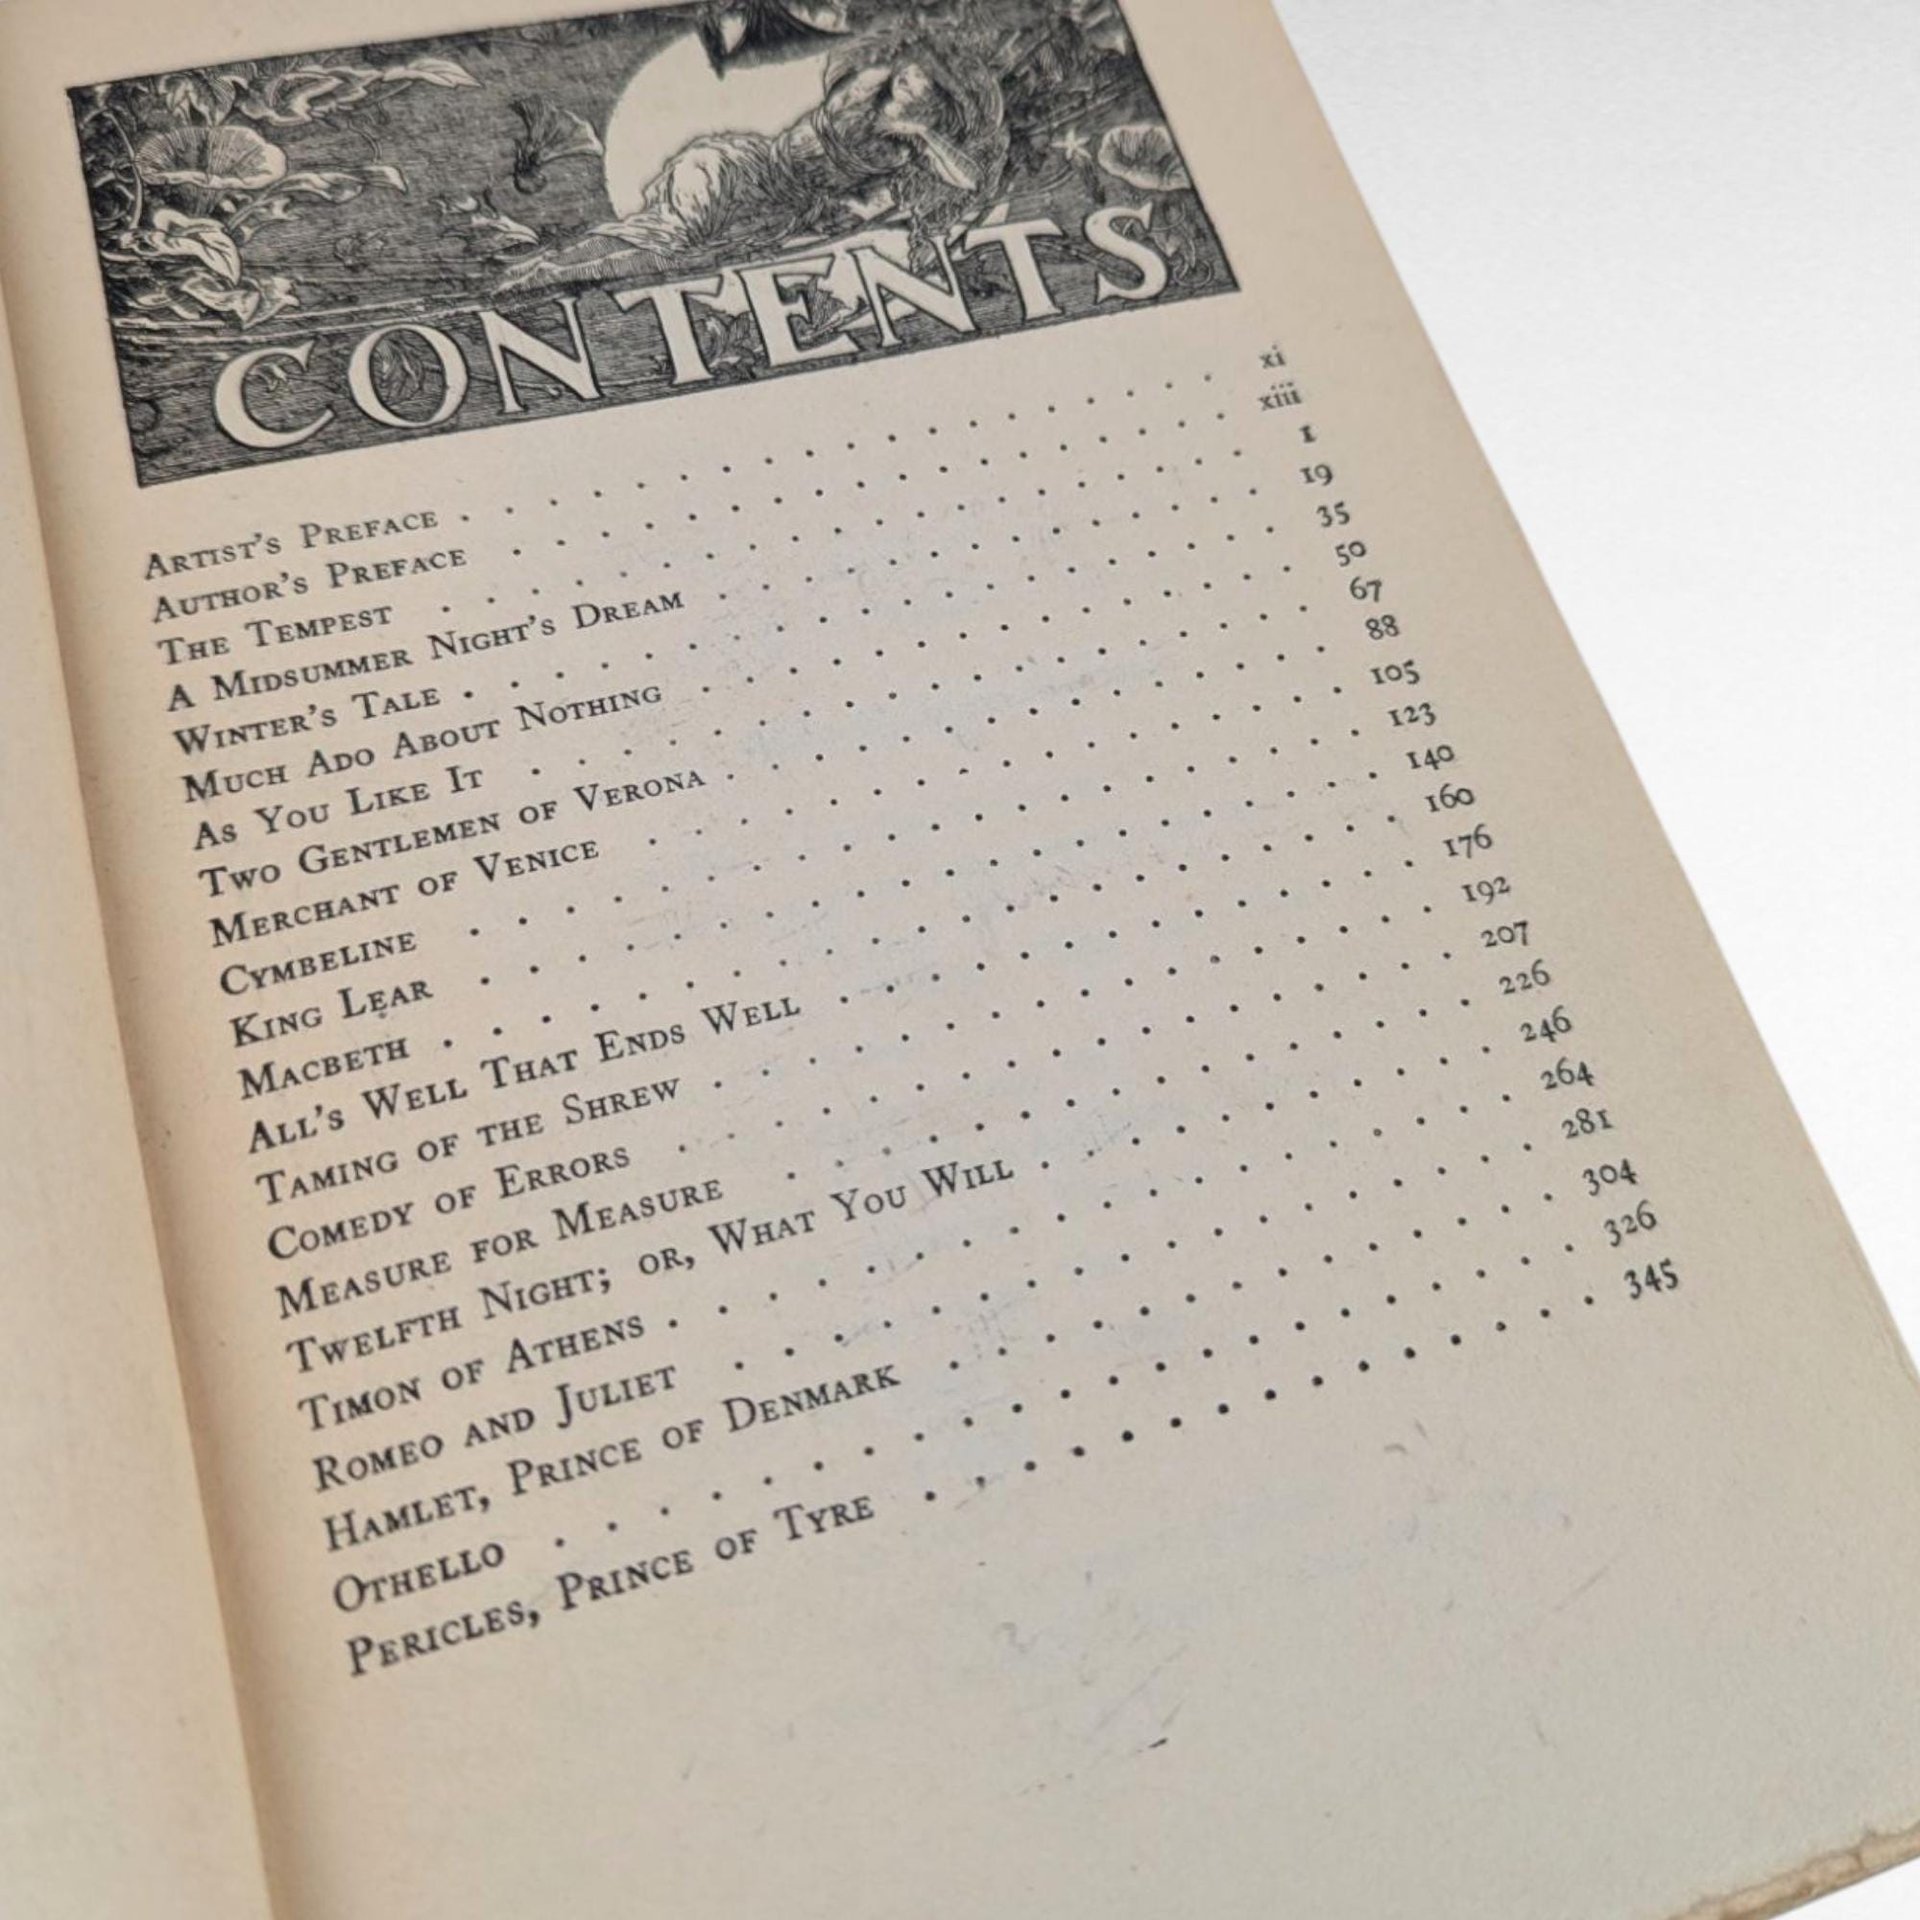 CONTENTS
Artist's Preface . . . . . . . . . . . . . . . . . . xi
Author's Preface . . . . . . . . . . . . . . . . . xiii
The Tempest . . . . . . . . . . . . . . . . . . 1
A Midsummer Night's Dream . . . . . . . . . . . . . 19
Winter's Tale . . . . . . . . . . . . . . . . . . 35
Much Ado About Nothing . . . . . . . . . . . . . . 50
As You Like It . . . . . . . . . . . . . . . . . 67
Two Gentlemen of Verona . . . . . . . . . . . . . . 88
Merchant of Venice . . . . . . . . . . . . . . . . 105
Cymbeline . . . . . . . . . . . . . . . . . . . 123
King Lear . . . . . . . . . . . . . . . . . . . 140
Macbeth . . . . . . . . . . . . . . . . . . . . 160
All's Well That Ends Well . . . . . . . . . . . . . 176
Taming of the Shrew . . . . . . . . . . . . . . . 192
Comedy of Errors . . . . . . . . . . . . . . . . 207
Measure for Measure . . . . . . . . . . . . . . . 226
Twelfth Night; or, What You Will . . . . . . . . . . 246
Timon of Athens . . . . . . . . . . . . . . . . . 264
Romeo and Juliet . . . . . . . . . . . . . . . . 281
Hamlet, Prince of Denmark . . . . . . . . . . . . . 304
Othello . . . . . . . . . . . . . . . . . . . . 326
Pericles, Prince of Tyre . . . . . . . . . . . . . . 345